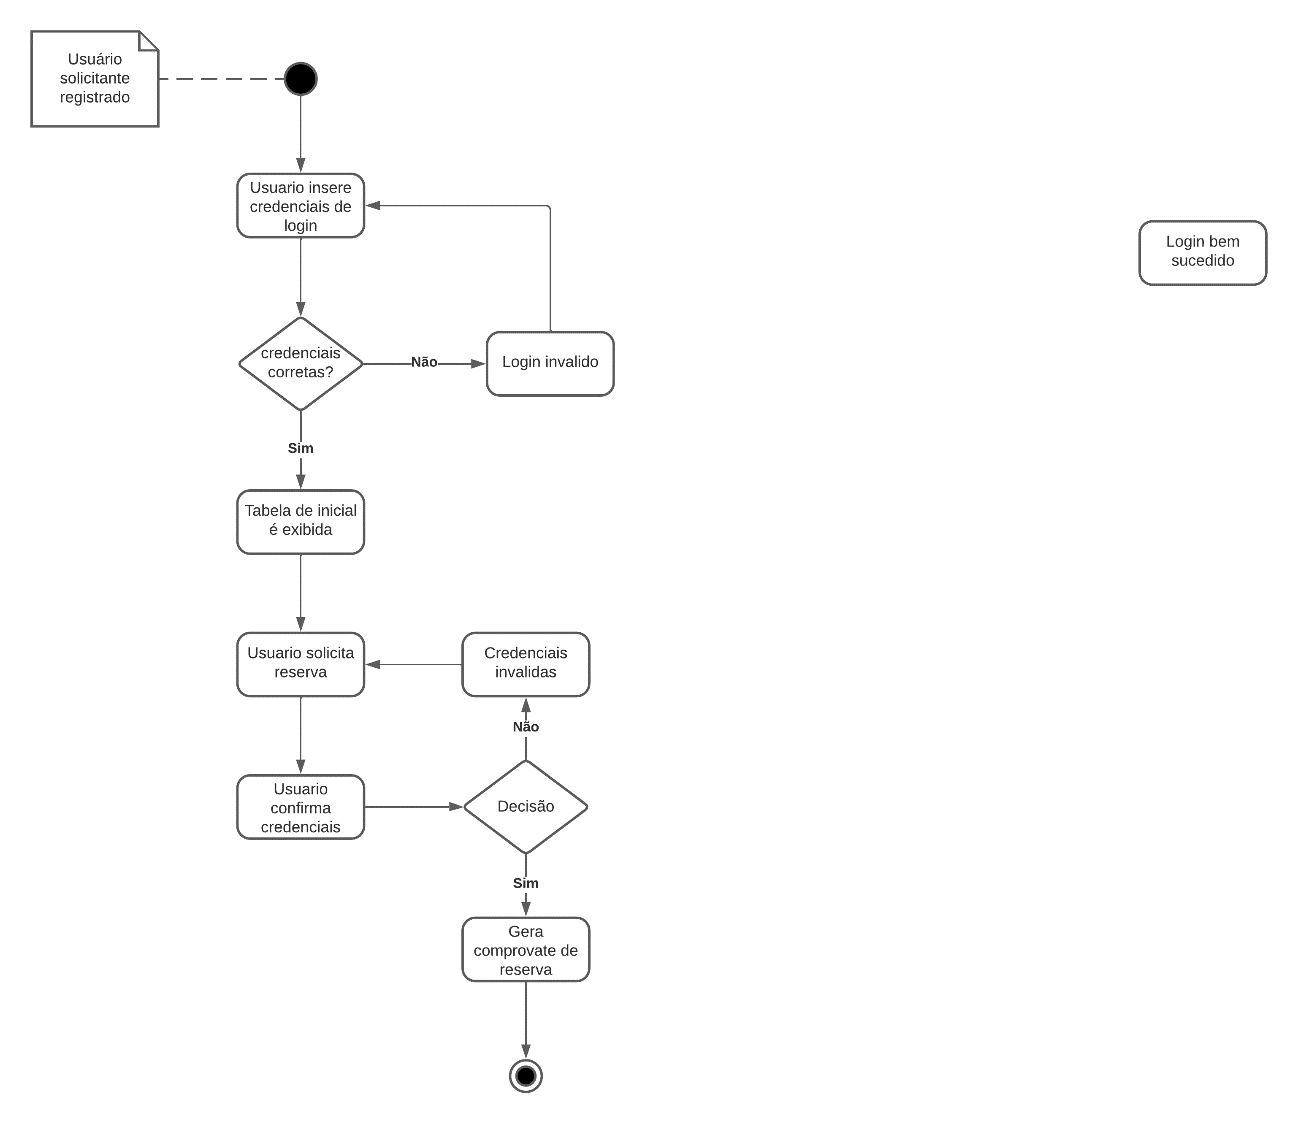 Usuário
solicitante
registrado
Usuario insere
credenciais de
login
Login bem
sucedido
credenciais
corretas?
Não
Login invalido
Sim
Tabela de inicial
é exibida
Usuario solicita
reserva
Credenciais
invalidas
Não
Usuario
confirma
credenciais
Decisão
Sim
Gera
comprovate de
reserva